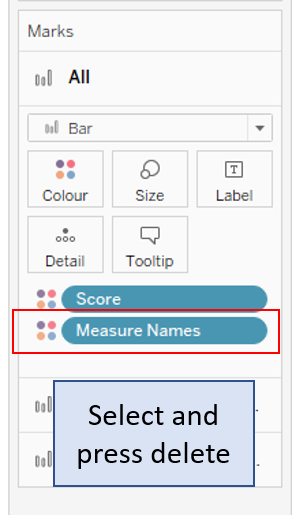 Marks
All
Bar
Colour
Size
T
Label
Detail
Tooltip
Score
Measure Names
Select and
press delete